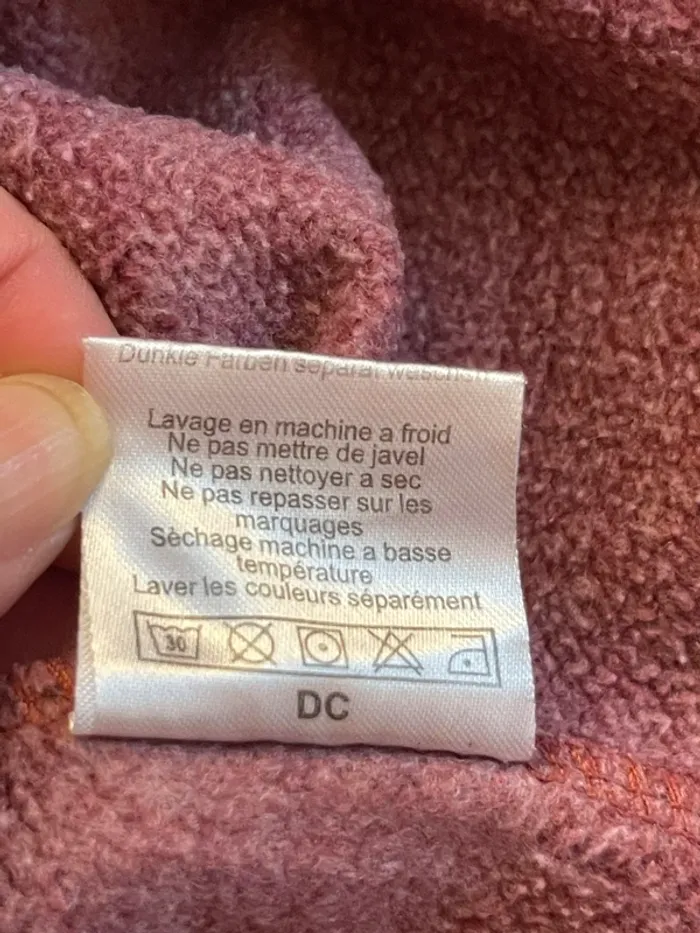 Dunkle Farben separat waschen
Lavage en machine a froid
Ne pas mettre de javel
Ne pas nettoyer a sec
Ne pas repasser sur les
marquages
Sèchage machine a basse
température
Laver les couleurs séparément
30
DC